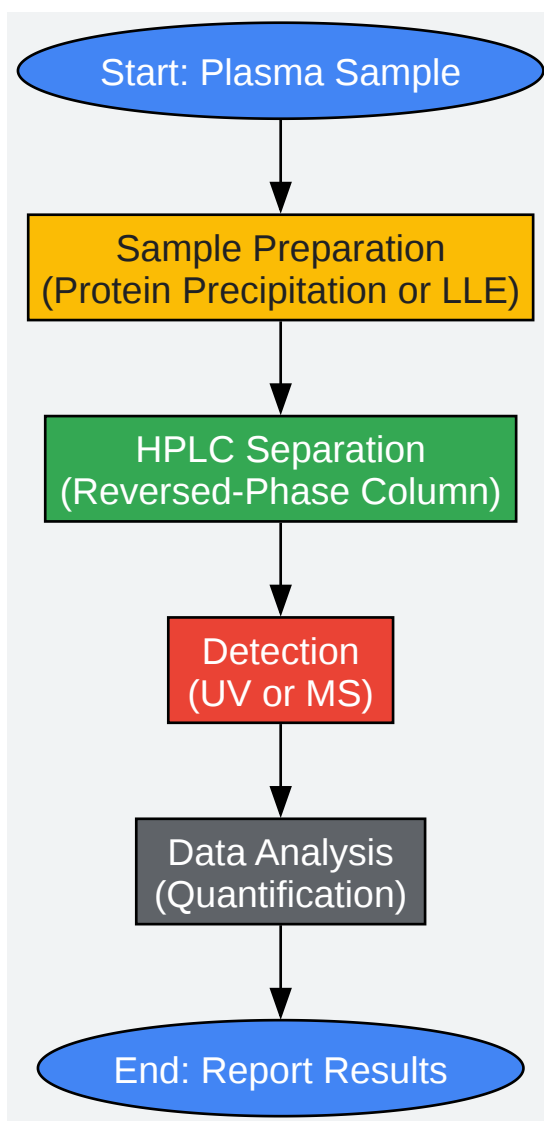 Start: Plasma Sample
Sample Preparation
(Protein Precipitation or LLE)
HPLC Separation
(Reversed-Phase Column)
Detection
(UV or MS)
Data Analysis
(Quantification)
End: Report Results